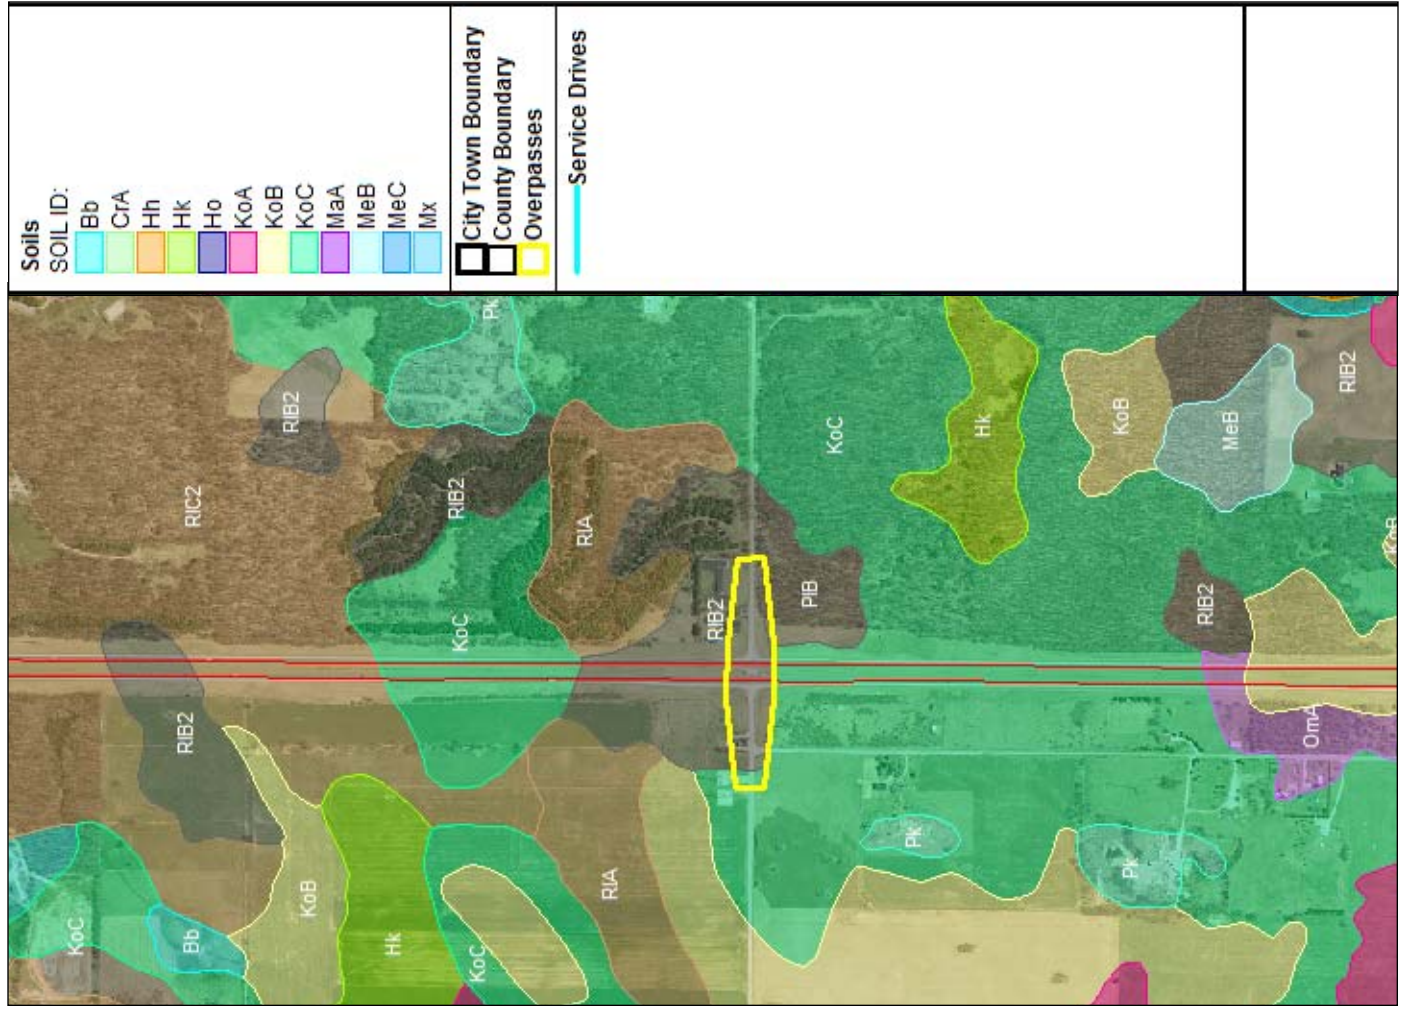 Soils
SOIL ID:
Bb
CrA
Hh
Hk
Ho
KoA
KoB
KoC
MaA
MeB
MeC
Mx
City Town Boundary
County Boundary
Overpasses
Service Drives
RIC2
RIB2
Pk
RIB2
RIA
KoC
Hk
KoB
MeB
RIB2
KoB
RIB2
KoC
RIB2
PIB
RIB2
OmA
KoC
Bb
KoB
Hk
KoC
RIA
Pk
Pk